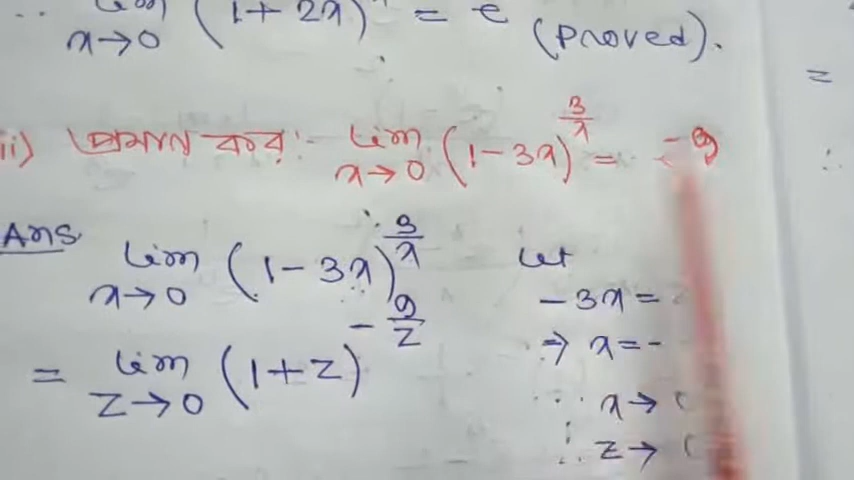 ∴ lim x→0 (1 + 2x) = e (Proved).
=
ii) প্রমাণ কর:- lim x→0 (1 - 3x)^(3/x) =
∴
Ans lim x→0 (1 - 3x)^(3/x)
Let
- 3x =
= lim z→0 (1 + z)^(-9/z)
⇒ x = -
∴ x →
∴ z →